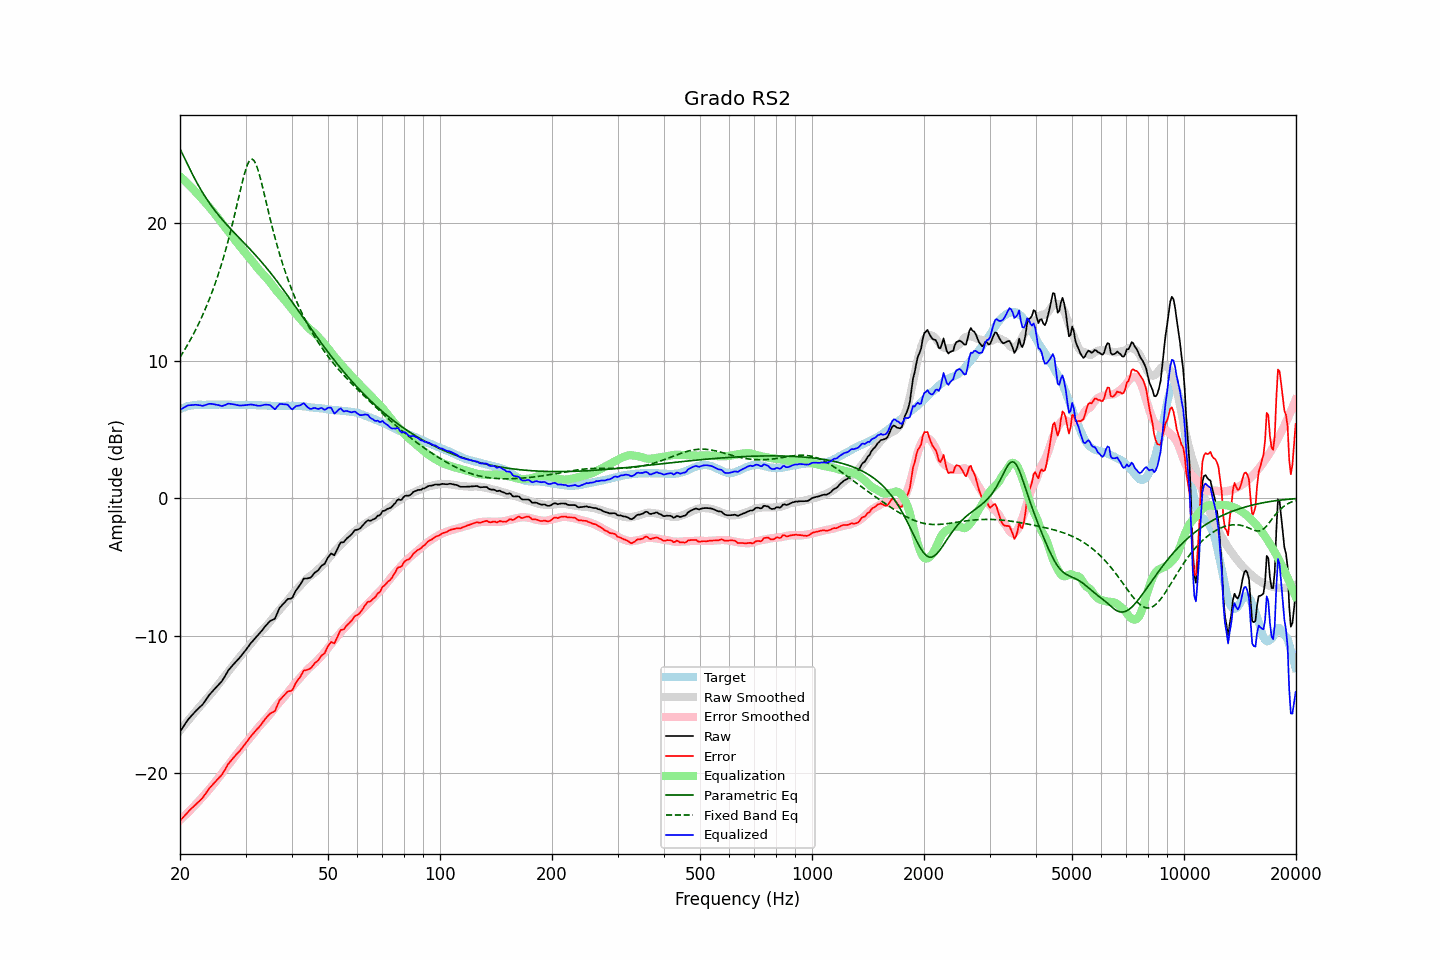 Grado RS2
Amplitude (dBr)
20
10
0
−10
−20
Target
Raw Smoothed
Error Smoothed
Raw
Error
Equalization
Parametric Eq
Fixed Band Eq
Equalized
20 50 100 200 500 1000 2000 5000 10000 20000
Frequency (Hz)